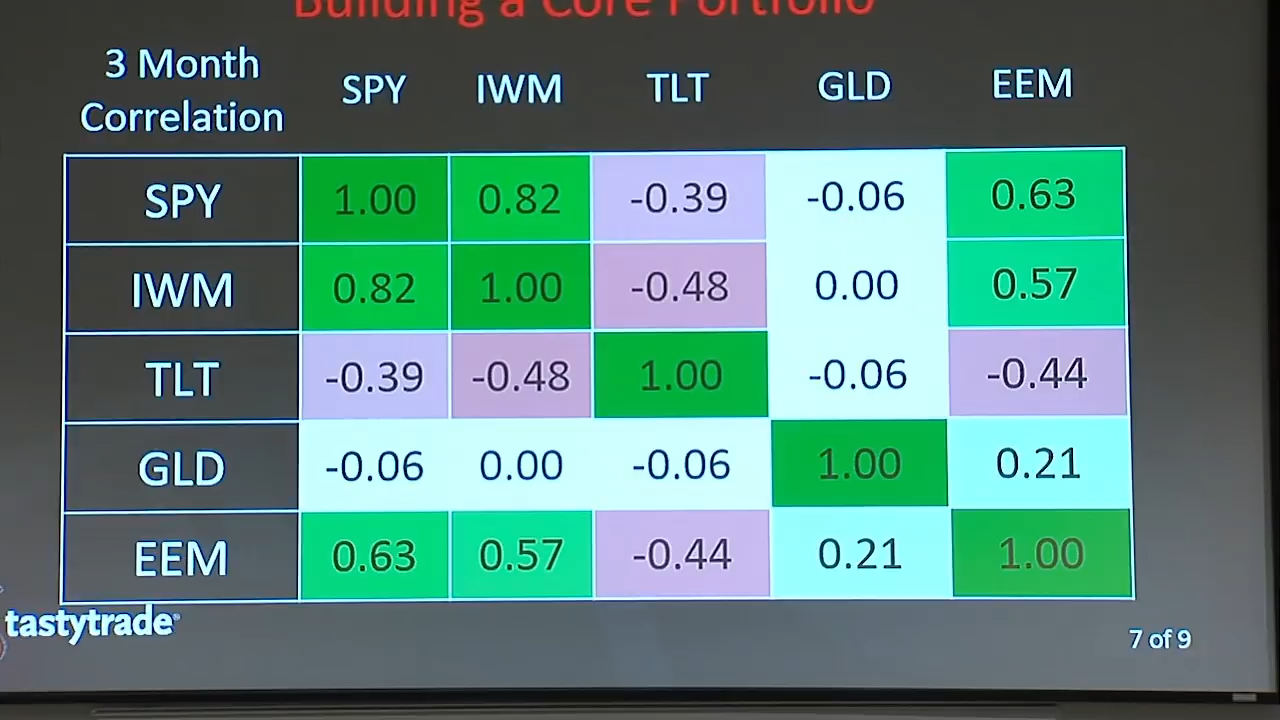 Building a Core Portfolio
3 Month
Correlation
SPY IWM TLT GLD EEM
SPY 1.00 0.82 -0.39 -0.06 0.63
IWM 0.82 1.00 -0.48 0.00 0.57
TLT -0.39 -0.48 1.00 -0.06 -0.44
GLD -0.06 0.00 -0.06 1.00 0.21
EEM 0.63 0.57 -0.44 0.21 1.00
tastytrade
7 of 9